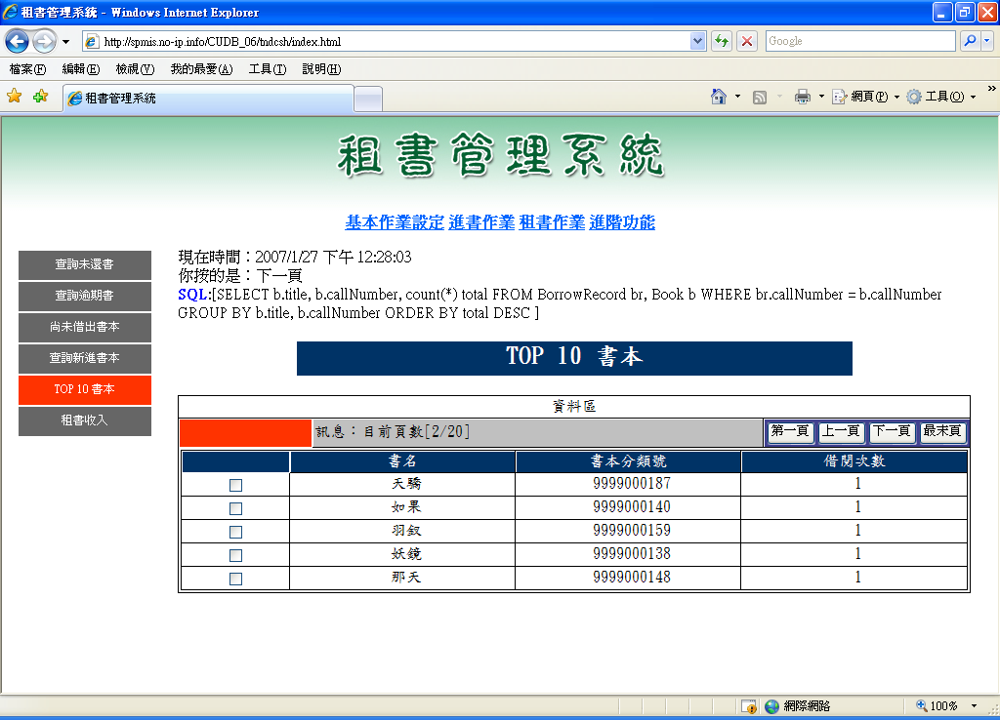 租書管理系統 - Windows Internet Explorer
http://spmis.no-ip.info/CUDB_06/tndcsh/index.html
Google
檔案(F) 編輯(E) 檢視(V) 我的最愛(A) 工具(T) 說明(H)
租書管理系統
網頁(P) 工具(O) »
租書管理系統
基本作業設定 進書作業 租書作業 進階功能
查詢未還書
查詢逾期書
尚未借出書本
查詢新進書本
TOP 10 書本
租書收入
現在時間：2007/1/27 下午 12:28:03
你按的是：下一頁
SQL:[SELECT b.title, b.callNumber, count(*) total FROM BorrowRecord br, Book b WHERE br.callNumber = b.callNumber
GROUP BY b.title, b.callNumber ORDER BY total DESC ]
TOP 10 書本
資料區
訊息：目前頁數[2/20] 第一頁 上一頁 下一頁 最末頁
書名 書本分類號 借閱次數
天驕 9999000187 1
如果 9999000140 1
羽釵 9999000159 1
妖鏡 9999000138 1
那天 9999000148 1
網際網路 100%